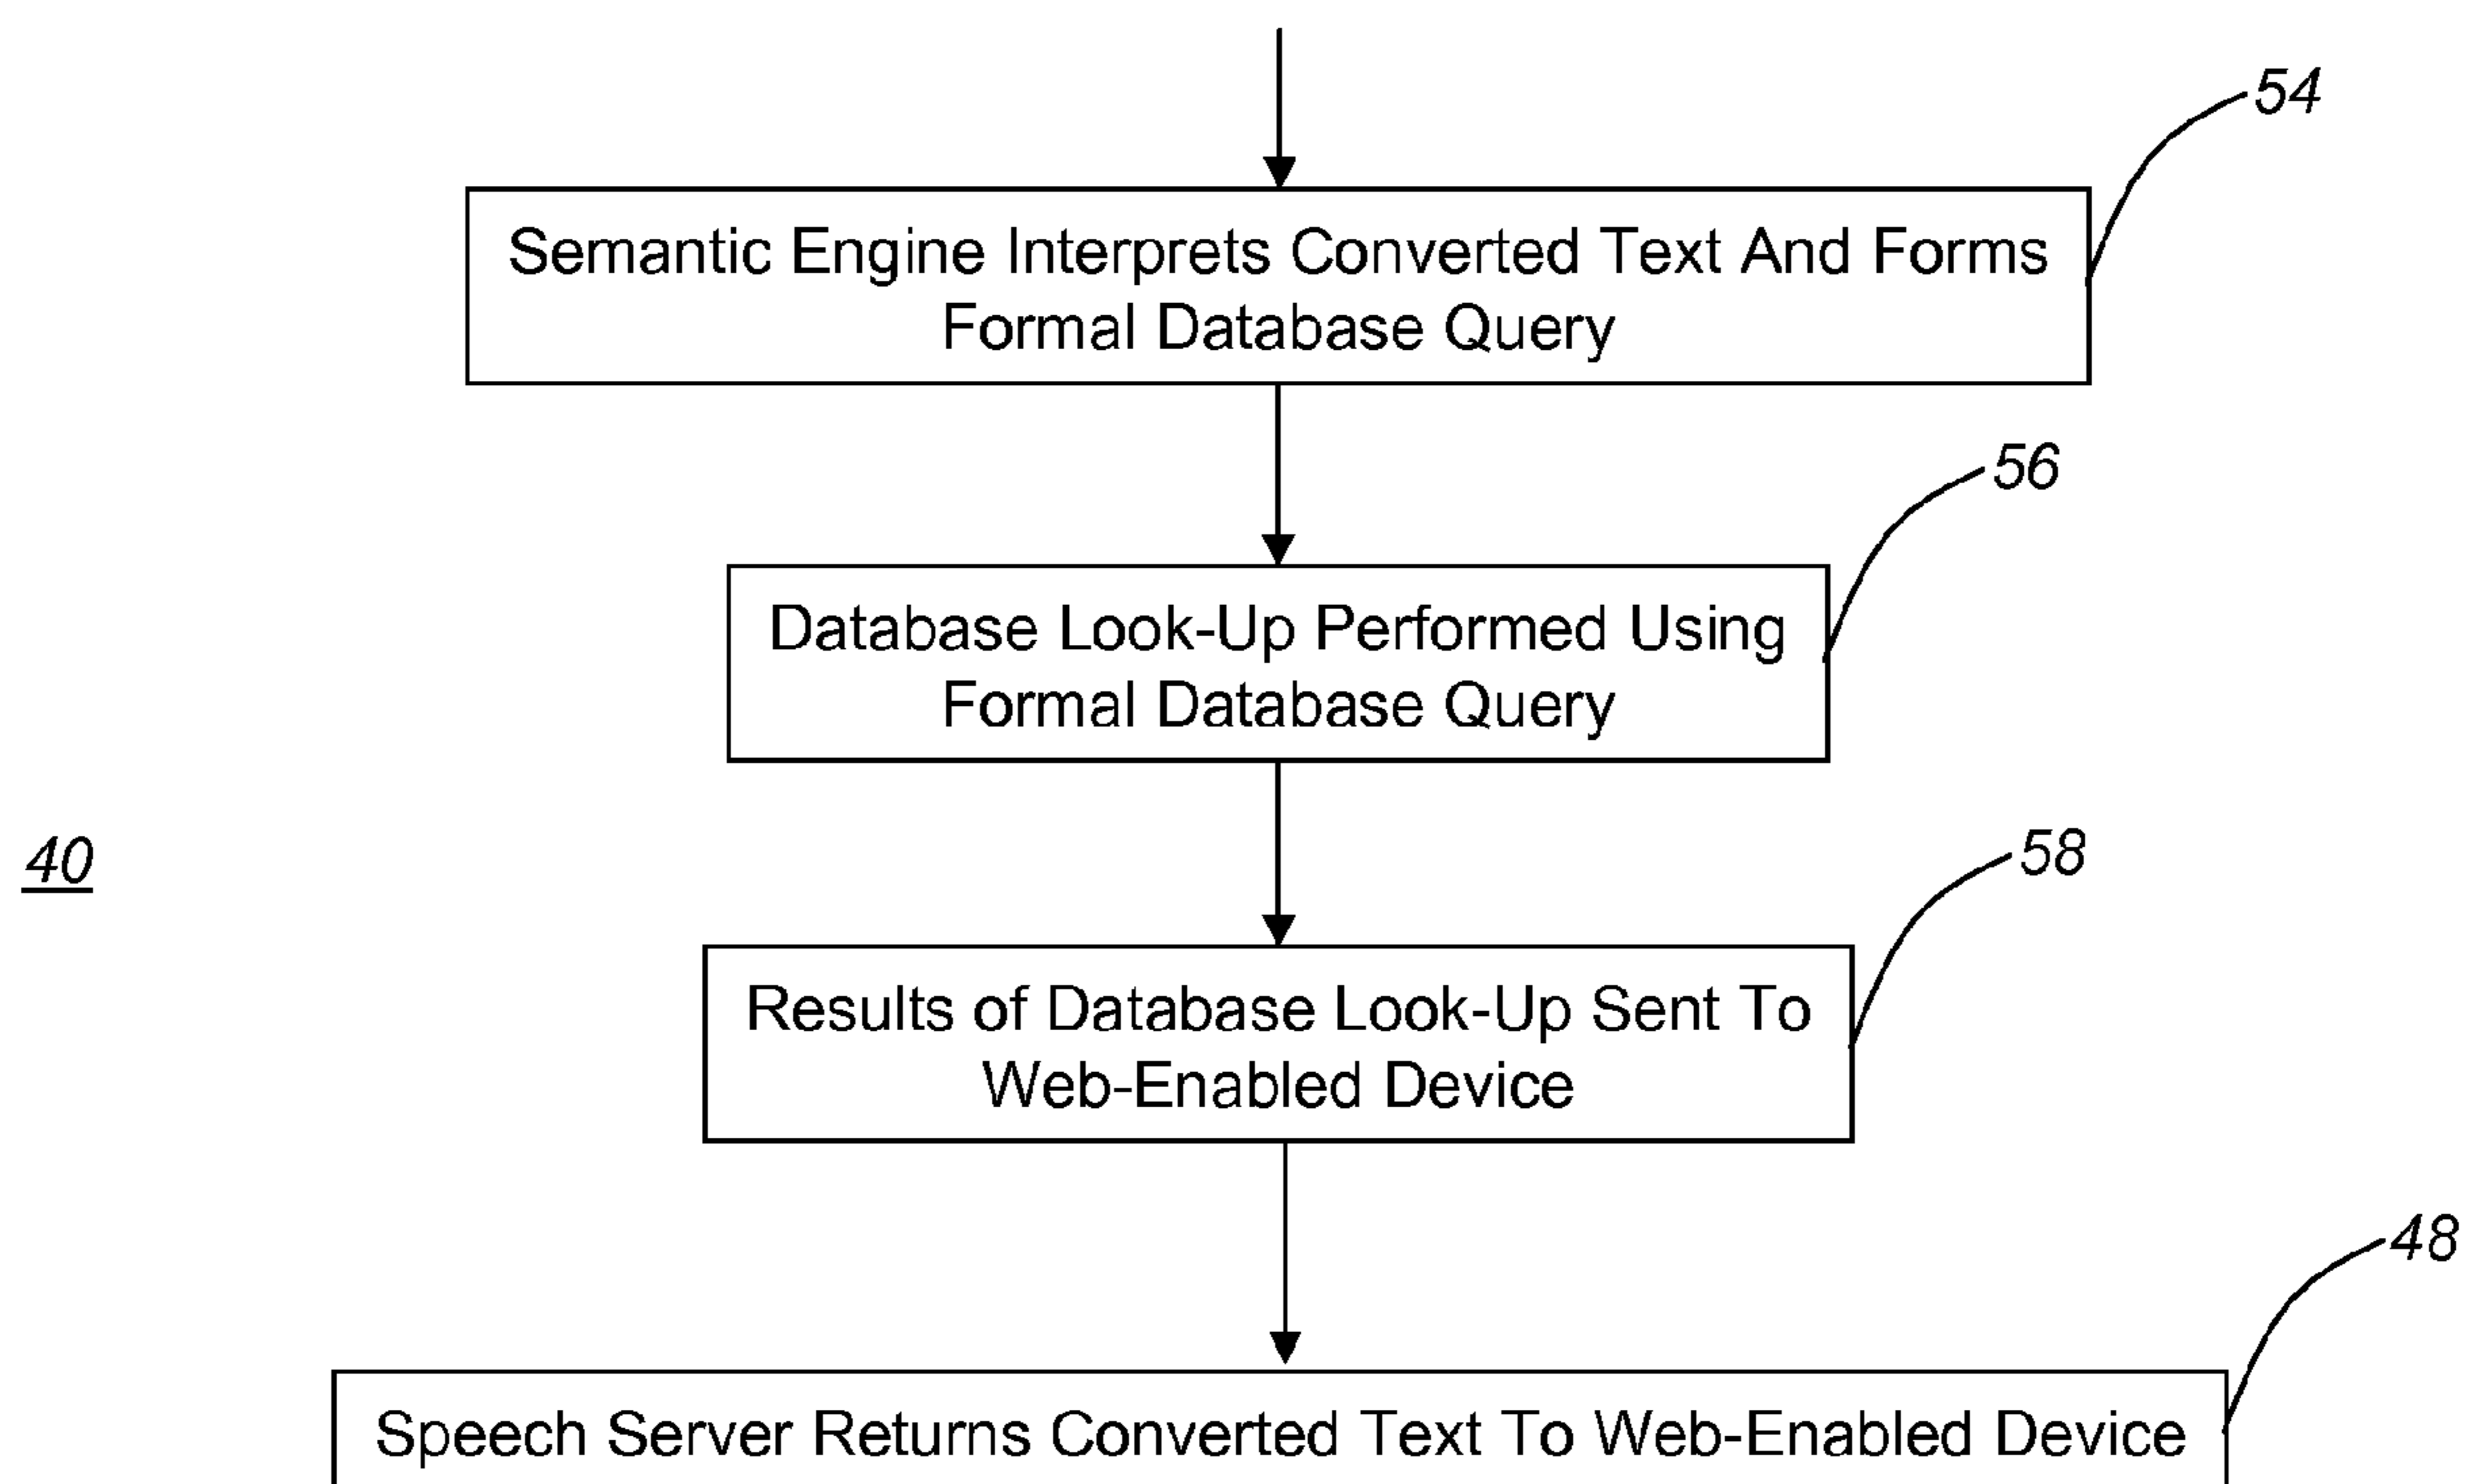 54
Semantic Engine Interprets Converted Text And Forms
Formal Database Query
56
Database Look-Up Performed Using
Formal Database Query
40
58
Results of Database Look-Up Sent To
Web-Enabled Device
48
Speech Server Returns Converted Text To Web-Enabled Device